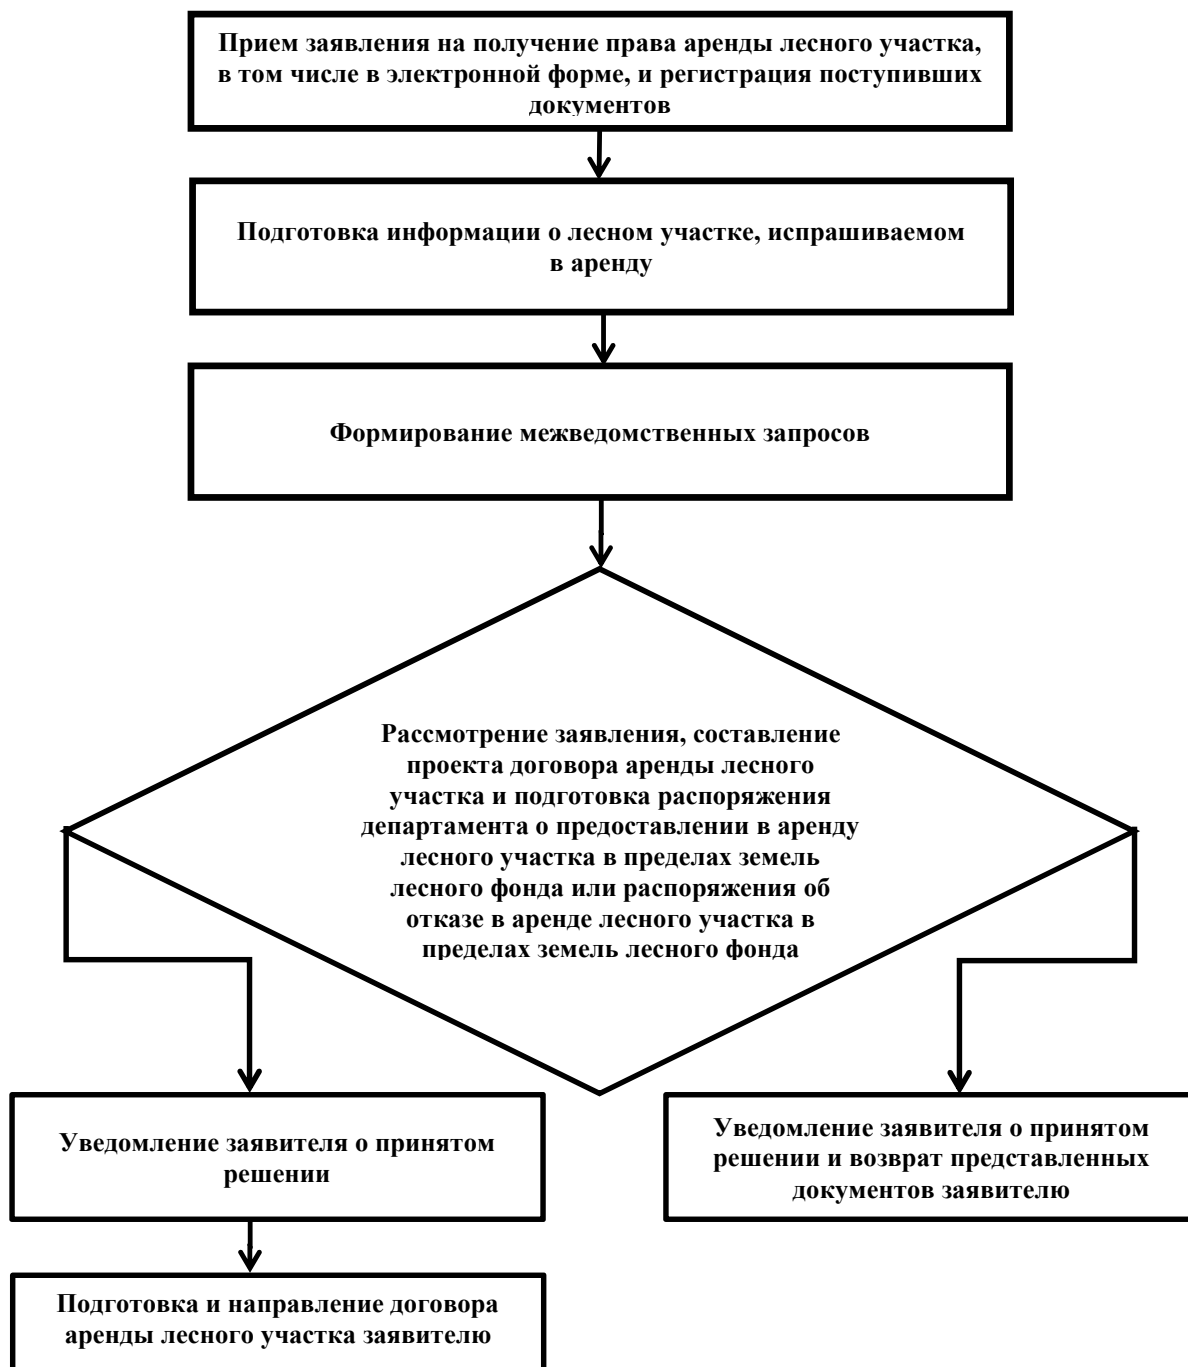 Прием заявления на получение права аренды лесного участка,
в том числе в электронной форме, и регистрация поступивших
документов
Подготовка информации о лесном участке, испрашиваемом
в аренду
Формирование межведомственных запросов
Рассмотрение заявления, составление
проекта договора аренды лесного
участка и подготовка распоряжения
департамента о предоставлении в аренду
лесного участка в пределах земель
лесного фонда или распоряжения об
отказе в аренде лесного участка в
пределах земель лесного фонда
Уведомление заявителя о принятом
решении
Уведомление заявителя о принятом
решении и возврат представленных
документов заявителю
Подготовка и направление договора
аренды лесного участка заявителю